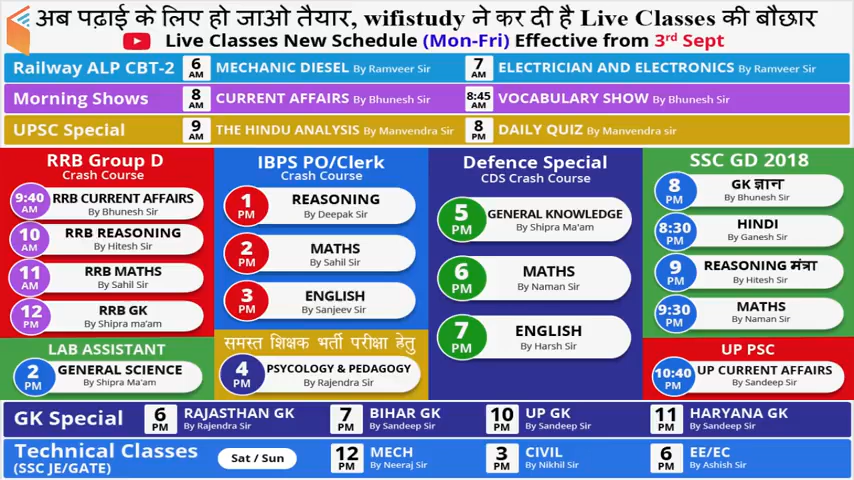 अब पढ़ाई के लिए हो जाओ तैयार, wifistudy ने कर दी है Live Classes की बौछार
Live Classes New Schedule (Mon-Fri) Effective from 3rd Sept
Railway ALP CBT-2 6 AM MECHANIC DIESEL By Ramveer Sir 7 AM ELECTRICIAN AND ELECTRONICS By Ramveer Sir
Morning Shows 8 AM CURRENT AFFAIRS By Bhunesh Sir 8:45 AM VOCABULARY SHOW By Bhunesh Sir
UPSC Special 9 AM THE HINDU ANALYSIS By Manvendra Sir 8 PM DAILY QUIZ By Manvendra sir
RRB Group D
Crash Course
9:40 AM RRB CURRENT AFFAIRS
By Bhunesh Sir
10 AM RRB REASONING
By Hitesh Sir
11 AM RRB MATHS
By Sahil Sir
12 PM RRB GK
By Shipra ma'am
LAB ASSISTANT
2 PM GENERAL SCIENCE
By Shipra Ma'am
IBPS PO/Clerk
Crash Course
1 PM REASONING
By Deepak Sir
2 PM MATHS
By Sahil Sir
3 PM ENGLISH
By Sanjeev Sir
समस्त शिक्षक भर्ती परीक्षा हेतु
4 PM PSYCOLOGY & PEDAGOGY
By Rajendra Sir
Defence Special
CDS Crash Course
5 PM GENERAL KNOWLEDGE
By Shipra Ma'am
6 PM MATHS
By Naman Sir
7 PM ENGLISH
By Harsh Sir
SSC GD 2018
8 PM GK ज्ञान
By Bhunesh Sir
8:30 PM HINDI
By Ganesh Sir
9 PM REASONING मंत्रा
By Hitesh Sir
9:30 PM MATHS
By Naman Sir
UP PSC
10:40 PM UP CURRENT AFFAIRS
By Sandeep Sir
GK Special 6 PM RAJASTHAN GK By Rajendra Sir 7 PM BIHAR GK By Sandeep Sir 10 PM UP GK By Sandeep Sir 11 PM HARYANA GK By Sandeep Sir
Technical Classes (SSC JE/GATE) Sat / Sun 12 PM MECH By Neeraj Sir 3 PM CIVIL By Nikhil Sir 6 PM EE/EC By Ashish Sir